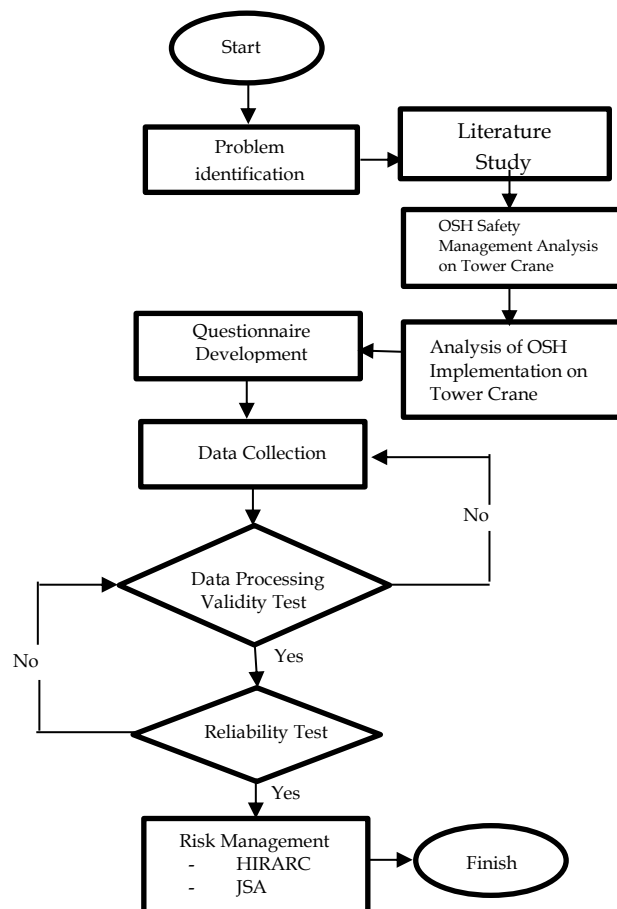 Start
Problem
identification
Literature
Study
OSH Safety
Management Analysis
on Tower Crane
Analysis of OSH
Implementation on
Tower Crane
Questionnaire
Development
Data Collection
No
Data Processing
Validity Test
Yes
No
Reliability Test
Yes
Risk Management
- HIRARC
- JSA
Finish